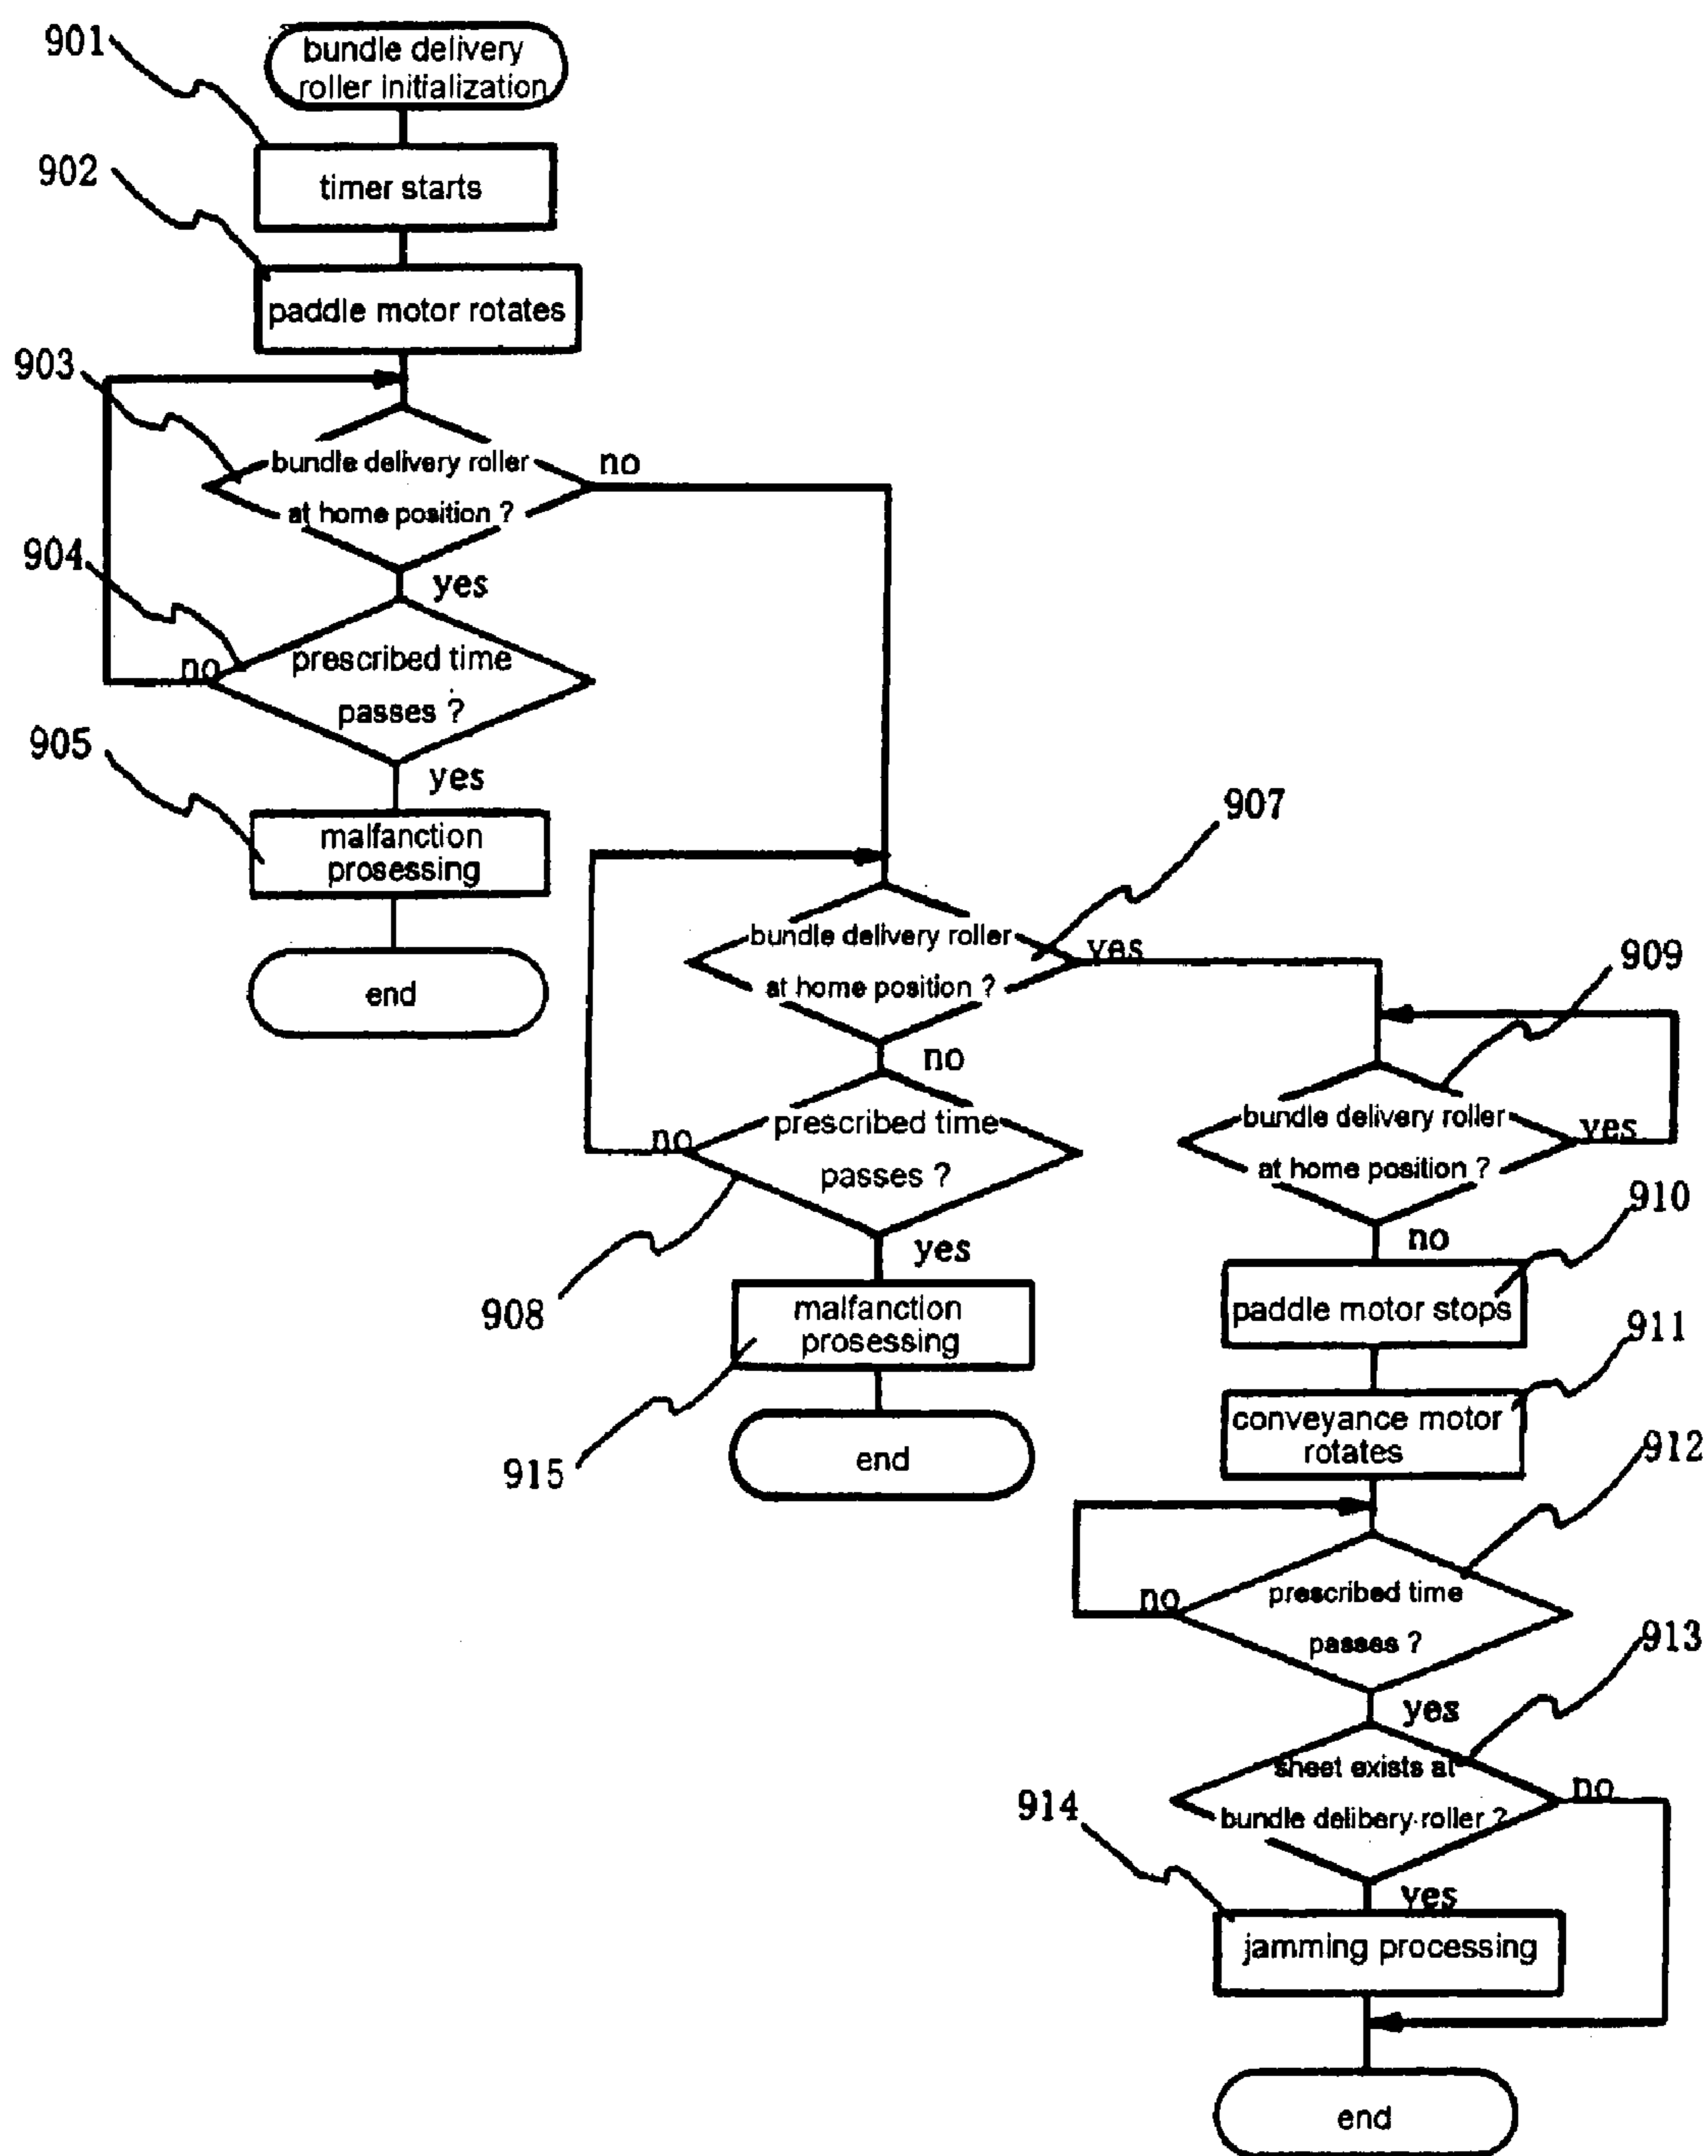 901
bundle delivery
roller initialization
timer starts
902
paddle motor rotates
903
bundle delivery roller
at home position ?
no
yes
904
prescribed time
passes ?
no
yes
905
malfanction
prosessing
end
907
bundle delivery roller
at home position ?
yes
no
prescribed time
passes ?
no
yes
908
malfanction
prosessing
915
end
909
bundle delivery roller
at home position ?
yes
no
910
paddle motor stops
911
conveyance motor
rotates
912
prescribed time
passes ?
no
yes
913
sheet exists at
bundle delibery roller ?
no
yes
914
jamming processing
end